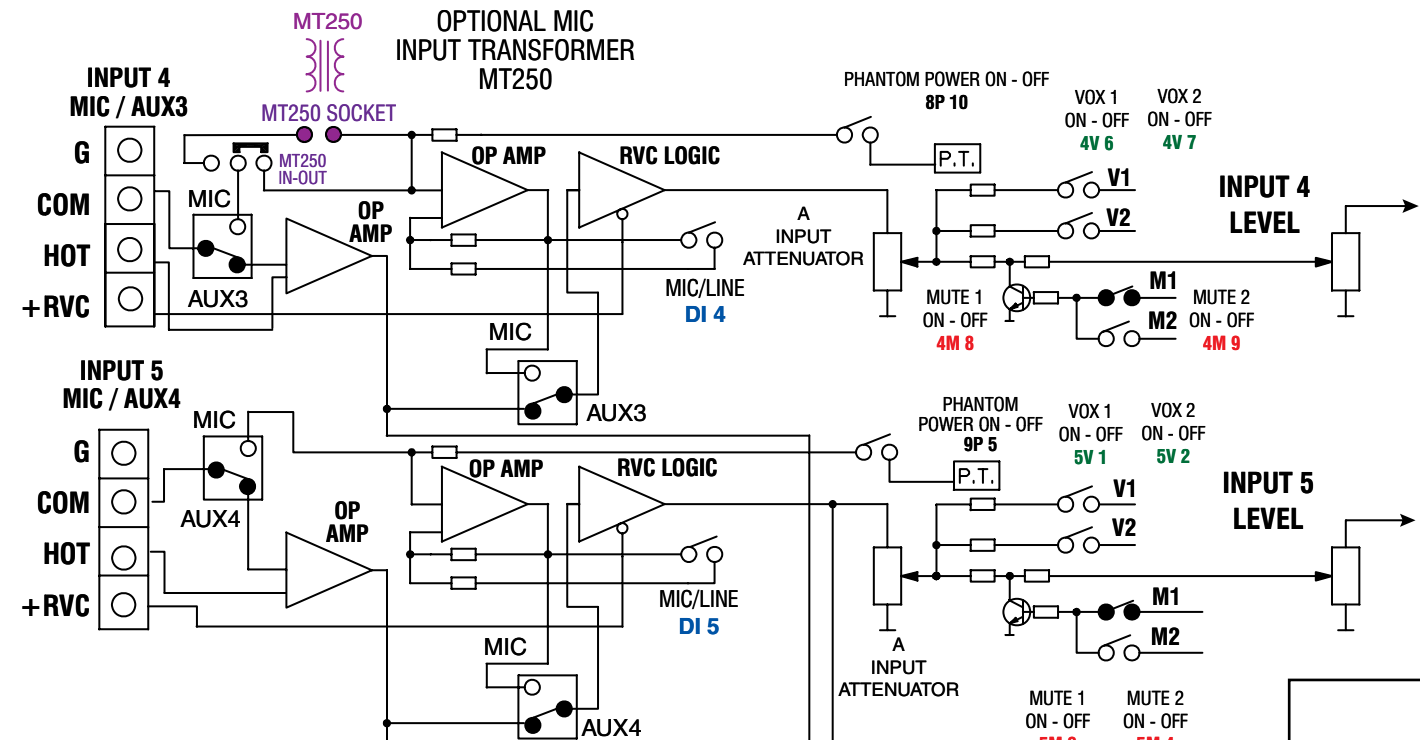 MT250
OPTIONAL MIC
INPUT TRANSFORMER
MT250
INPUT 4
MIC / AUX3
MT250 SOCKET
PHANTOM POWER ON - OFF
8P 10
VOX 1
ON - OFF
4V 6
VOX 2
ON - OFF
4V 7
G
COM
HOT
+RVC
MT250
IN-OUT
MIC
AUX3
OP
AMP
OP AMP
RVC LOGIC
P.T.
V1
V2
INPUT 4
LEVEL
A
INPUT
ATTENUATOR
MIC/LINE
DI 4
MUTE 1
ON - OFF
4M 8
M1
M2
MUTE 2
ON - OFF
4M 9
MIC
AUX3
INPUT 5
MIC / AUX4
MIC
G
COM
HOT
+RVC
AUX4
OP
AMP
OP AMP
RVC LOGIC
PHANTOM
POWER ON - OFF
9P 5
VOX 1
ON - OFF
5V 1
VOX 2
ON - OFF
5V 2
P.T.
V1
V2
INPUT 5
LEVEL
MIC/LINE
DI 5
M1
M2
A
INPUT
ATTENUATOR
MIC
AUX4
MUTE 1
ON - OFF
MUTE 2
ON - OFF